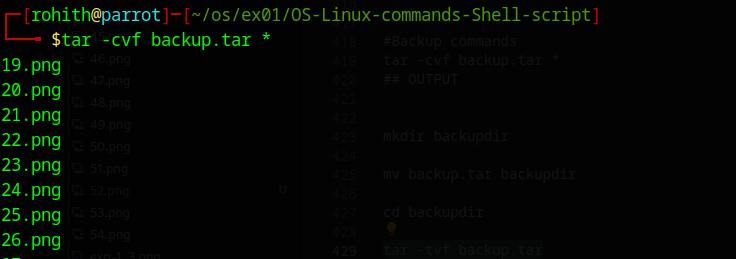 ┌─[rohith@parrot]─[~/os/ex01/OS-Linux-commands-Shell-script]
└──╼ $tar -cvf backup.tar *
19.png
20.png
21.png
22.png
23.png
24.png
25.png
26.png
46.png
47.png
48.png
49.png
50.png
51.png
52.png U
53.png
54.png
exp-1_3.png
418 #Backup commands
419 tar -cvf backup.tar *
420 ## OUTPUT
421
422
423 mkdir backupdir
424
425 mv backup.tar backupdir
426
427 cd backupdir
428
429 tar -tvf backup.tar